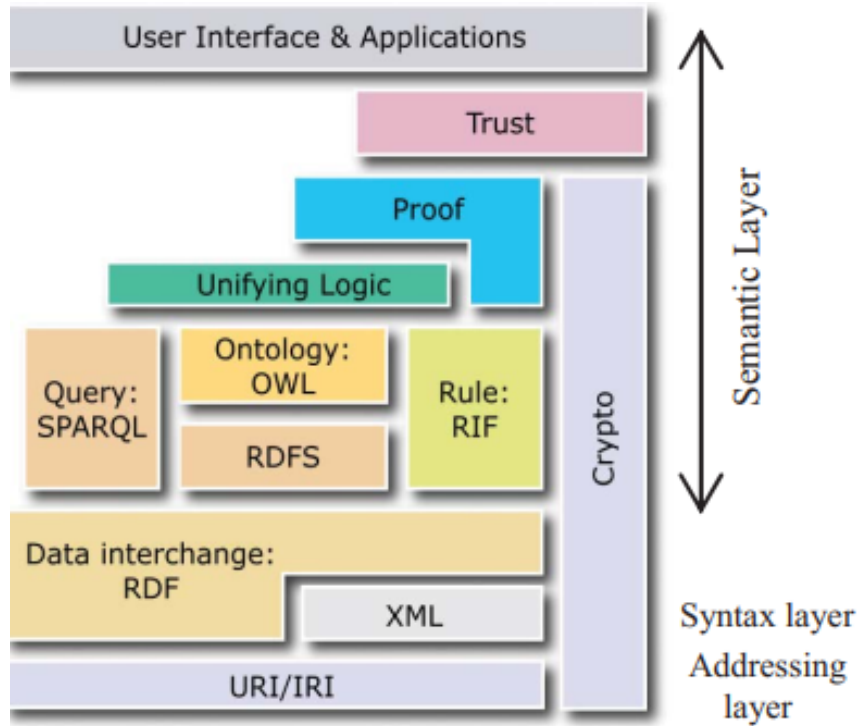 User Interface & Applications
Trust
Proof
Unifying Logic
Query:
SPARQL
Ontology:
OWL
RDFS
Rule:
RIF
Crypto
Data interchange:
RDF
XML
URI/IRI
Semantic Layer
Syntax layer
Addressing
layer